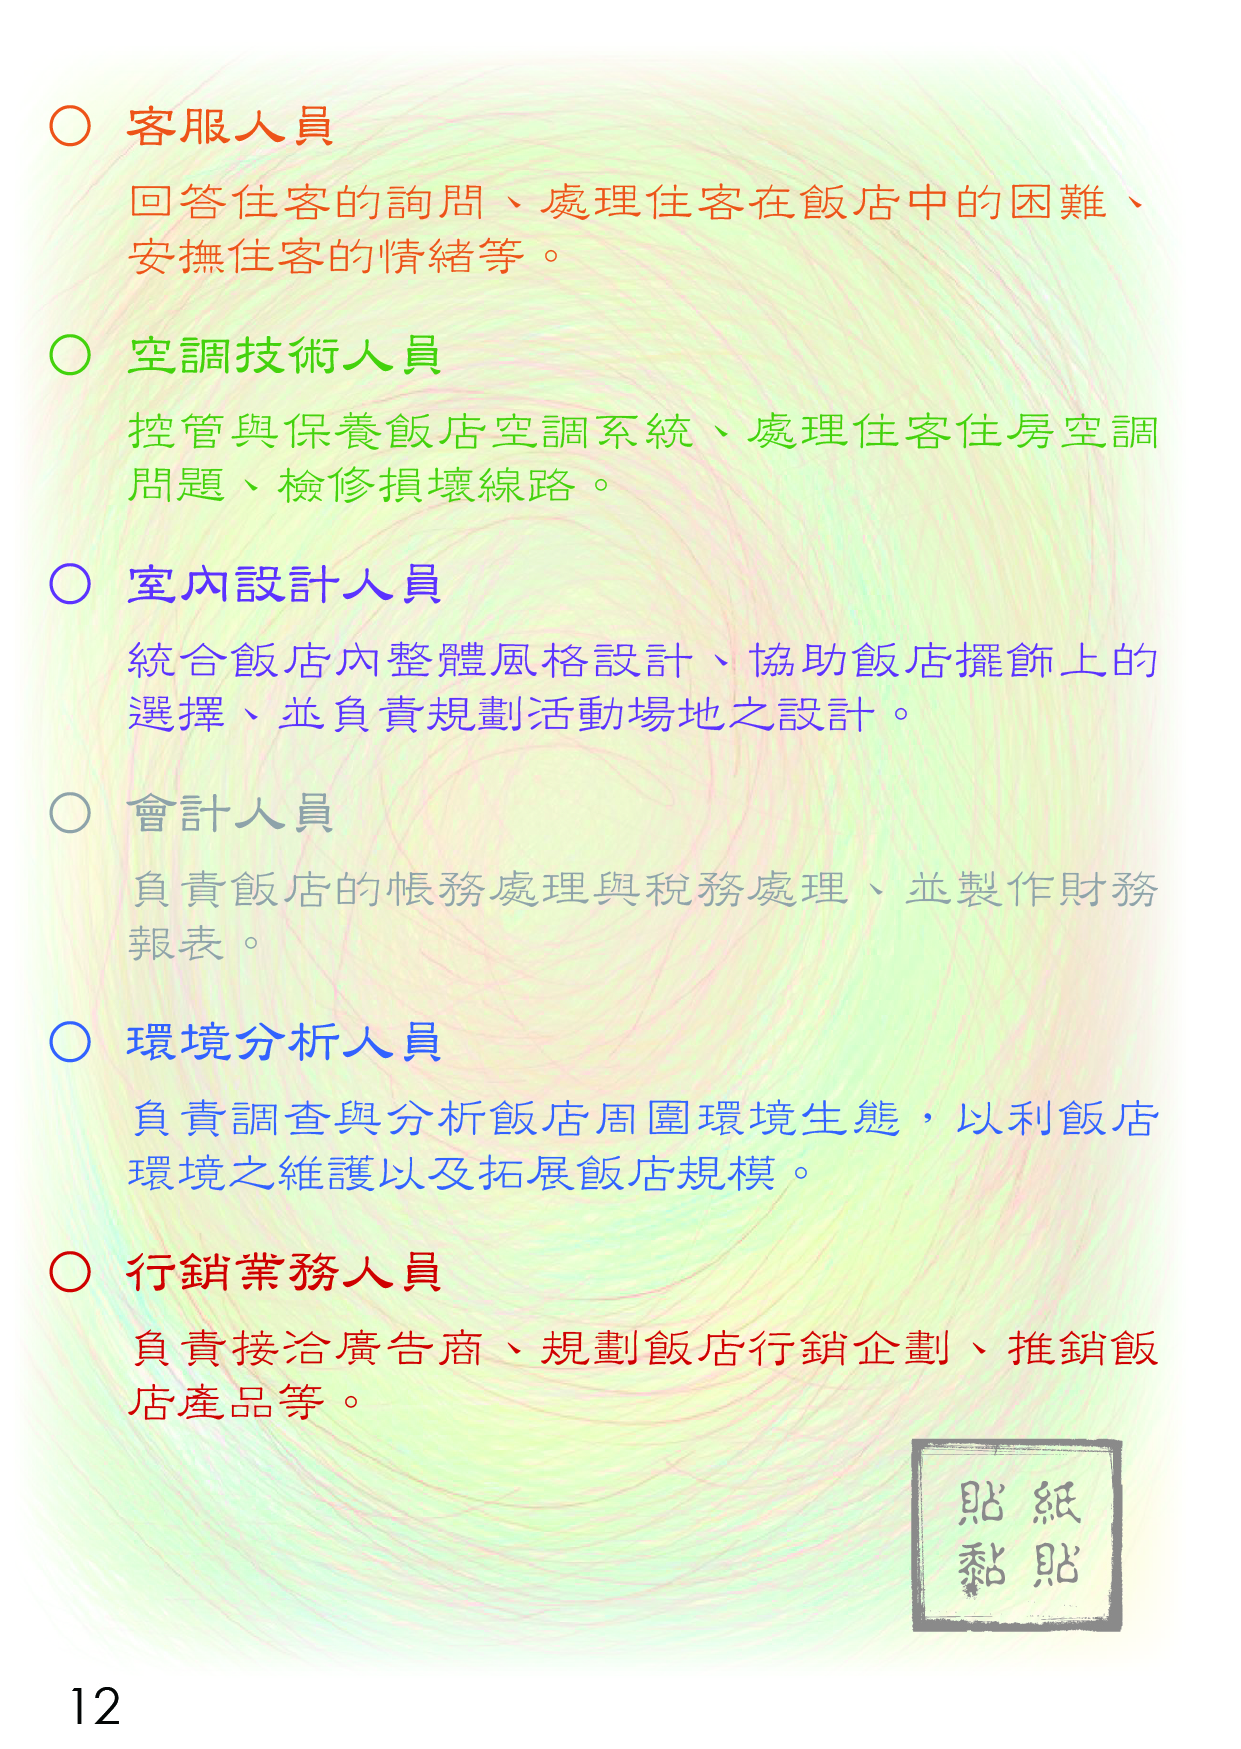 ○ 客服人員
回答住客的詢問、處理住客在飯店中的困難、
安撫住客的情緒等。
○ 空調技術人員
控管與保養飯店空調系統、處理住客住房空調
問題、檢修損壞線路。
○ 室內設計人員
統合飯店內整體風格設計、協助飯店擺飾上的
選擇、並負責規劃活動場地之設計。
○ 會計人員
負責飯店的帳務處理與稅務處理、並製作財務
報表。
○ 環境分析人員
負責調查與分析飯店周圍環境生態，以利飯店
環境之維護以及拓展飯店規模。
○ 行銷業務人員
負責接洽廣告商、規劃飯店行銷企劃、推銷飯
店產品等。
貼紙
黏貼
12